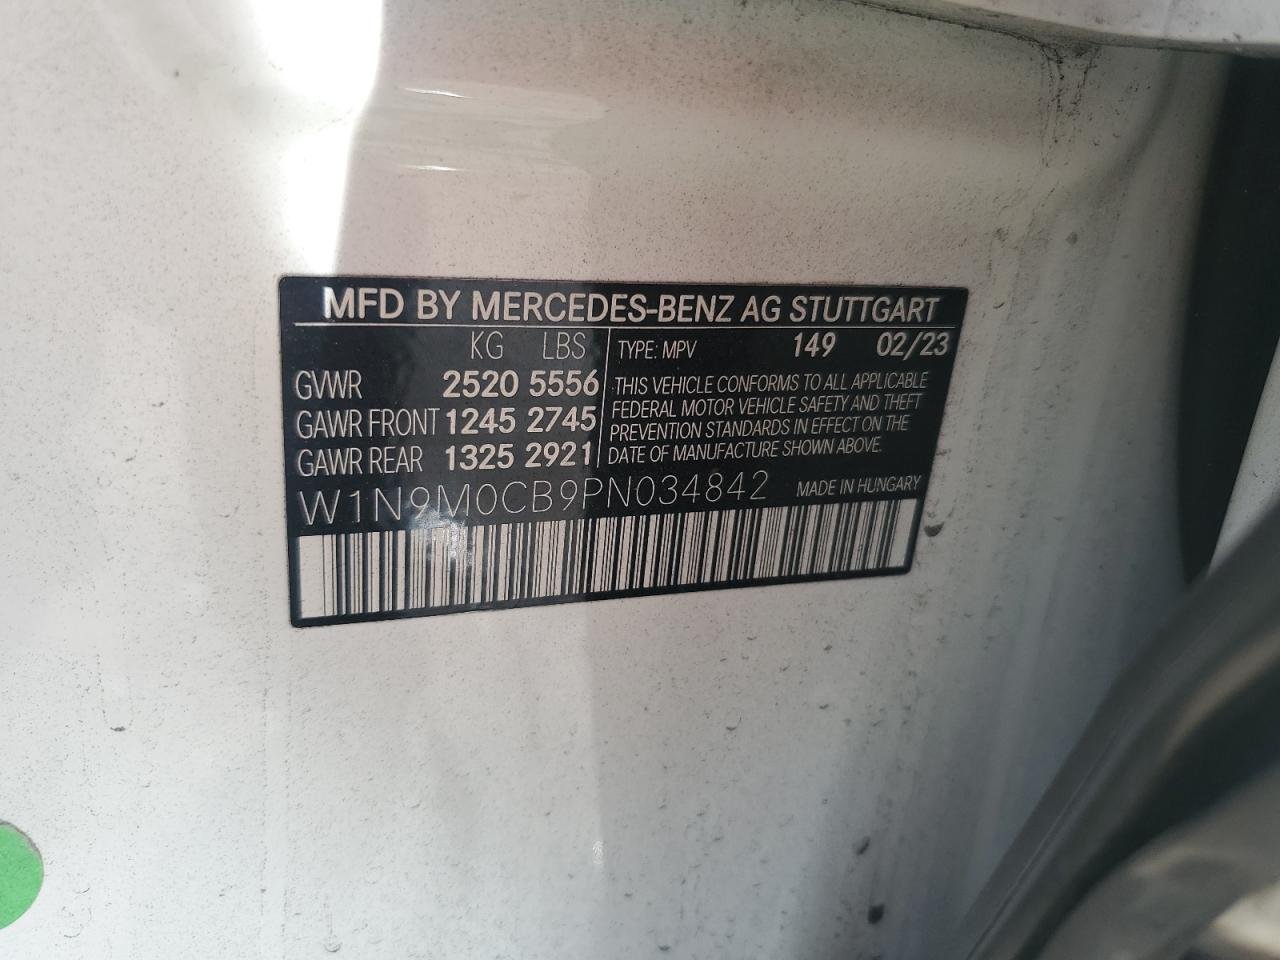 MFD BY MERCEDES-BENZ AG STUTTGART
KG LBS
GVWR 2520 5556
GAWR FRONT 1245 2745
GAWR REAR 1325 2921
TYPE: MPV 149 02/23
THIS VEHICLE CONFORMS TO ALL APPLICABLE
FEDERAL MOTOR VEHICLE SAFETY AND THEFT
PREVENTION STANDARDS IN EFFECT ON THE
DATE OF MANUFACTURE SHOWN ABOVE.
W1N9M0CB9PN034842 MADE IN HUNGARY